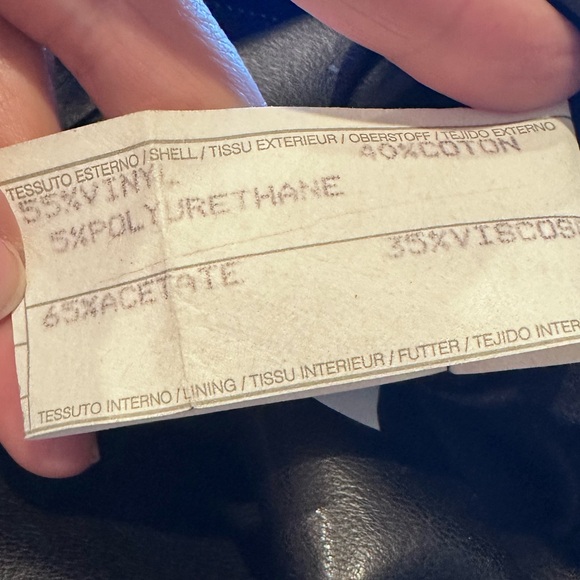 TESSUTO ESTERNO / SHELL / TISSU EXTERIEUR / OBERSTOFF / TEJIDO EXTERNO
55%VINYL 40%COTON
5%POLYURETHANE
65%ACETATE 35%VISCOSE
TESSUTO INTERNO / LINING / TISSU INTERIEUR / FUTTER / TEJIDO INTER